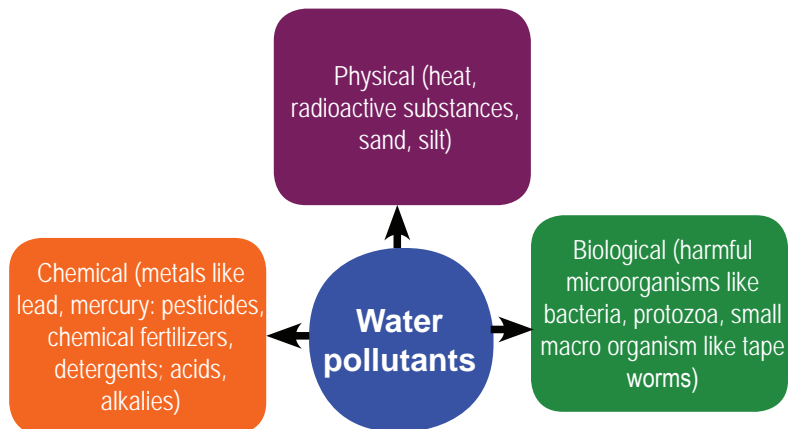 Physical (heat,
radioactive substances,
sand, silt)
Chemical (metals like
lead, mercury: pesticides,
chemical fertilizers,
detergents; acids,
alkalies)
Water
pollutants
Biological (harmful
microorganisms like
bacteria, protozoa, small
macro organism like tape
worms)